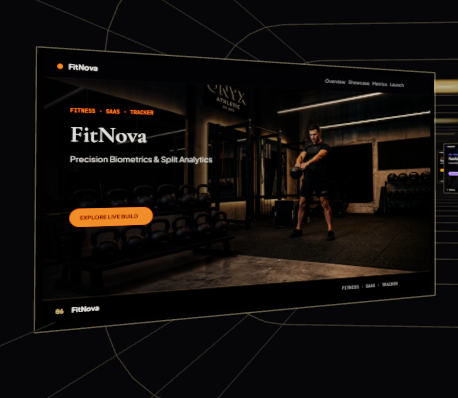 FitNova
Overview Showcase Metrics Launch
ONYX
ATHLETIC
FITNESS · SAAS · TRACKER
FitNova
Precision Biometrics & Split Analytics
EXPLORE LIVE BUILD
FITNESS · SAAS · TRACKER
86 FitNova